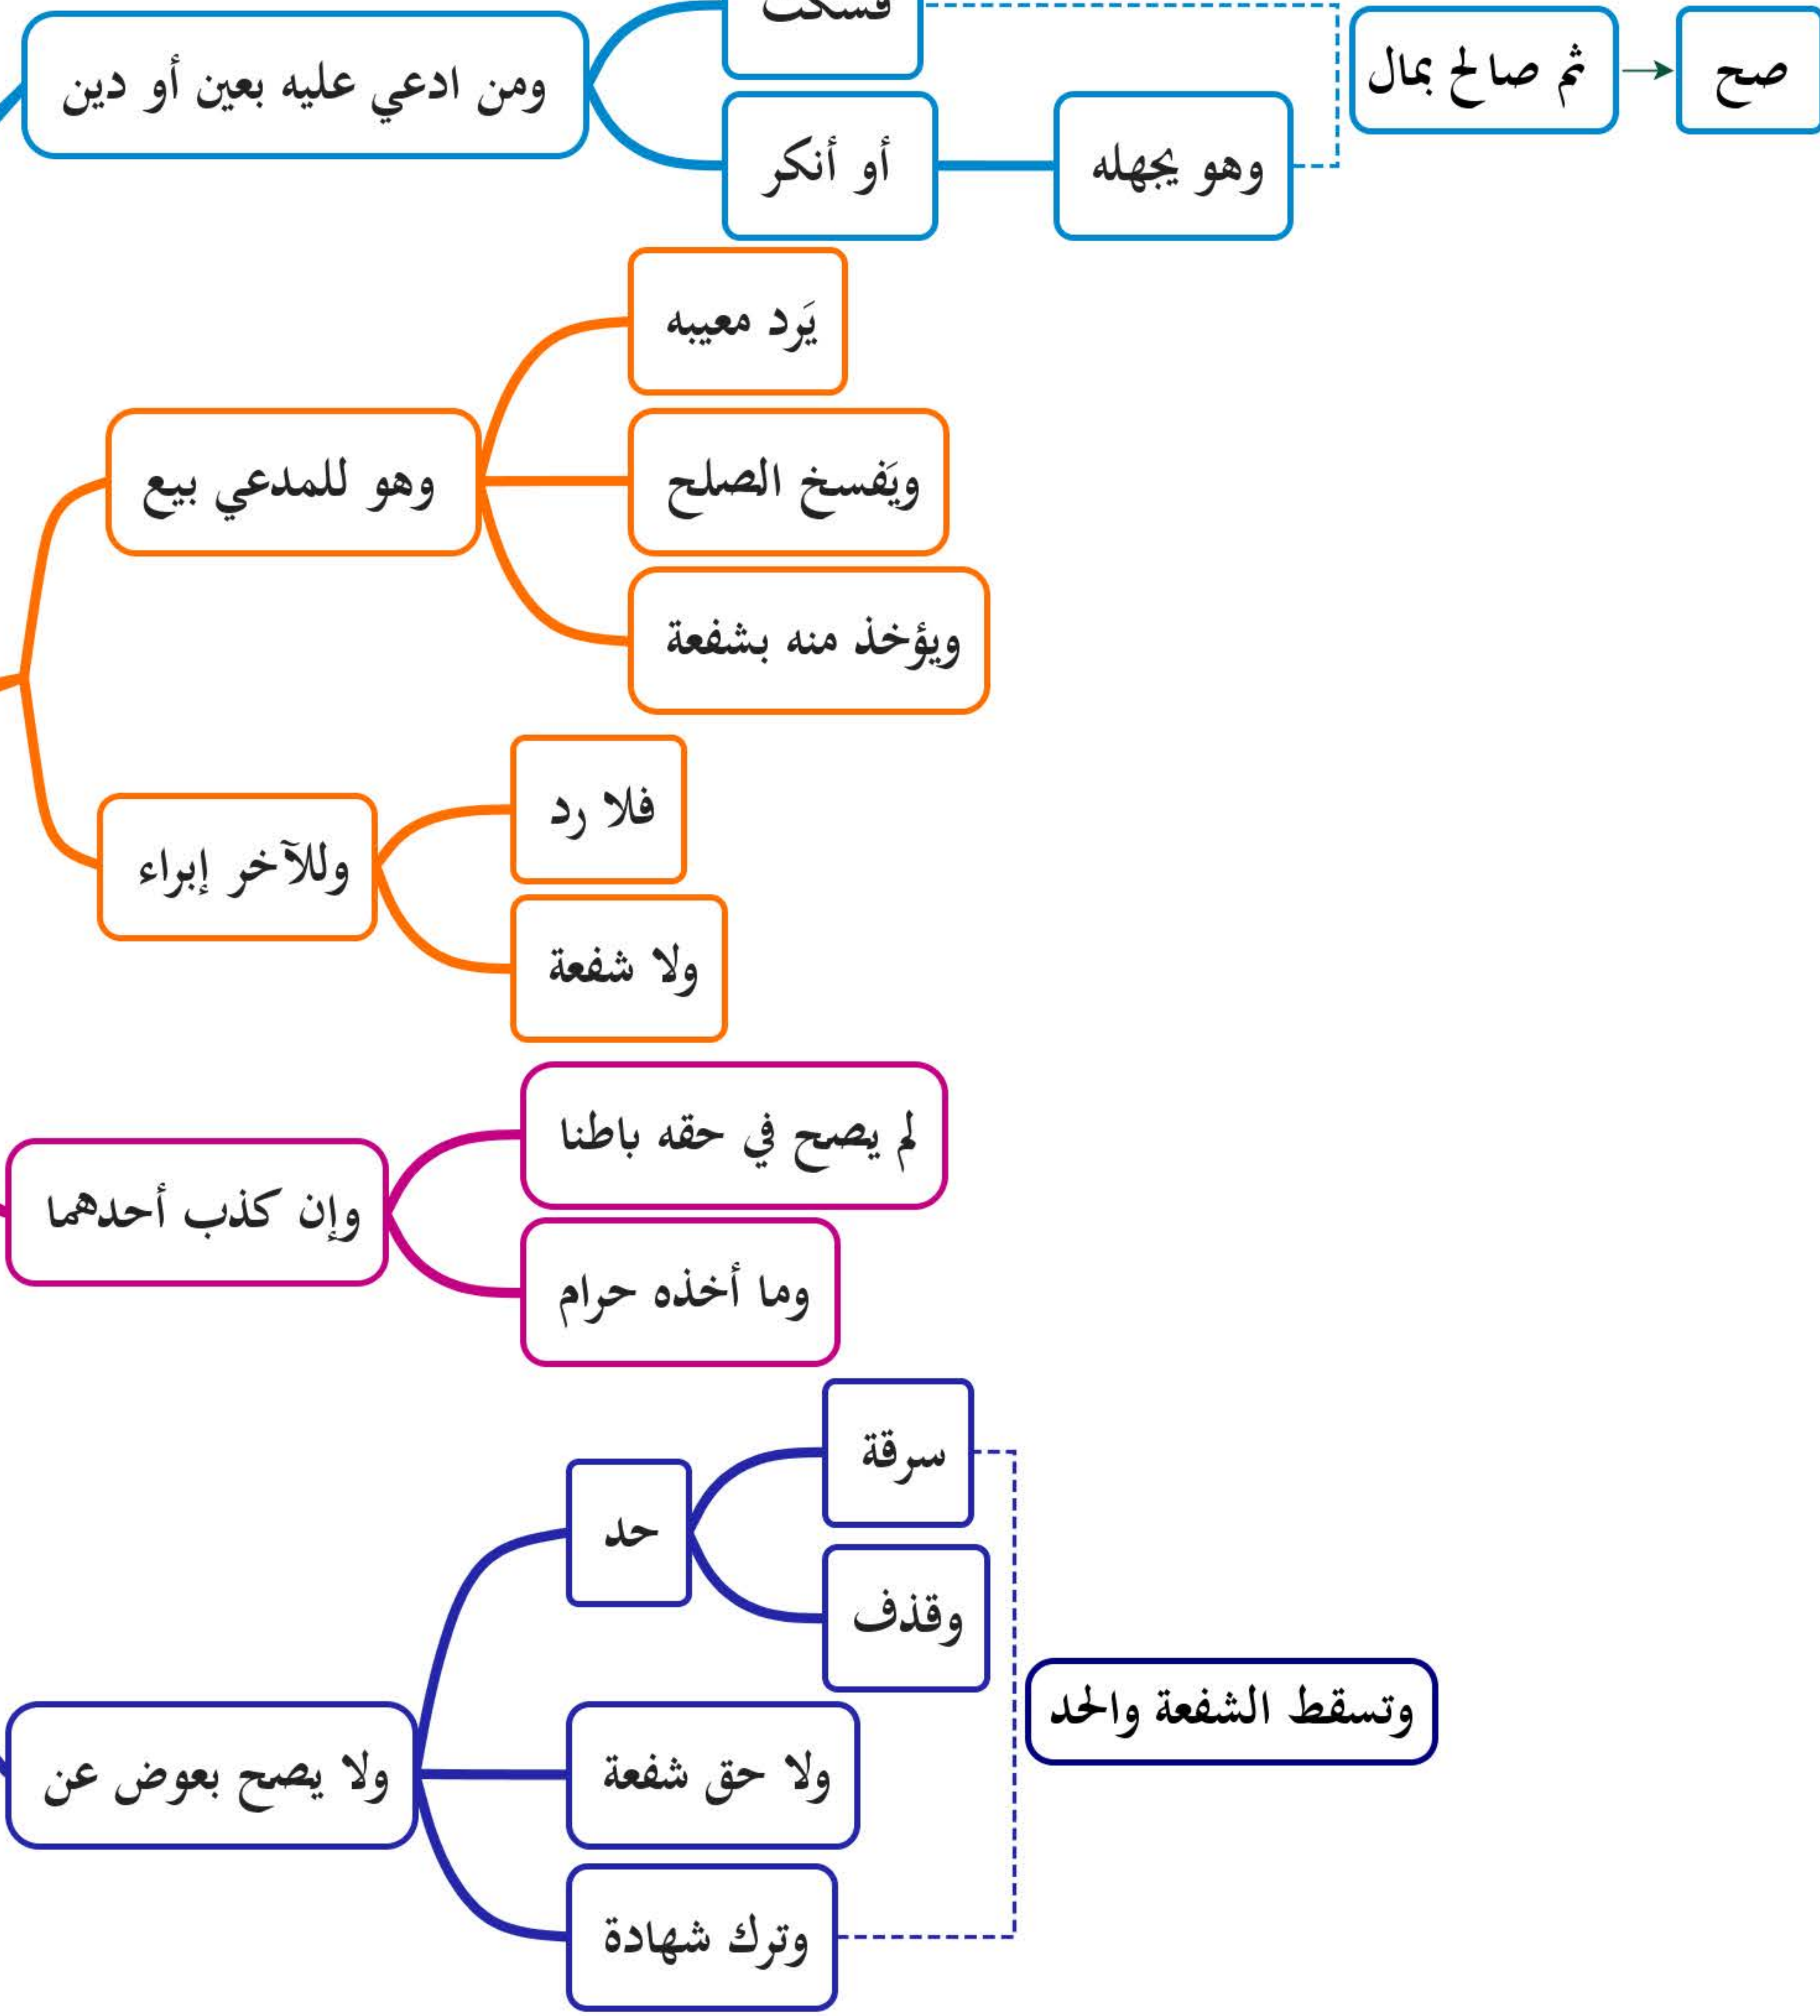 ومن ادعي عليه بعين أو دين
فسكت
أو أنكر
وهو يجهله
ثم صالح بمال
صح
وهو للمدعي بيع
يَرد معيبه
ويَفسخ الصلح
ويؤخذ منه بشفعة
وللآخر إبراء
فلا رد
ولا شفعة
وإن كذب أحدهما
لم يصح في حقه باطنا
وما أخذه حرام
ولا يصح بعوض عن
حد
سرقة
وقذف
ولا حق شفعة
وترك شهادة
وتسقط الشفعة والحد